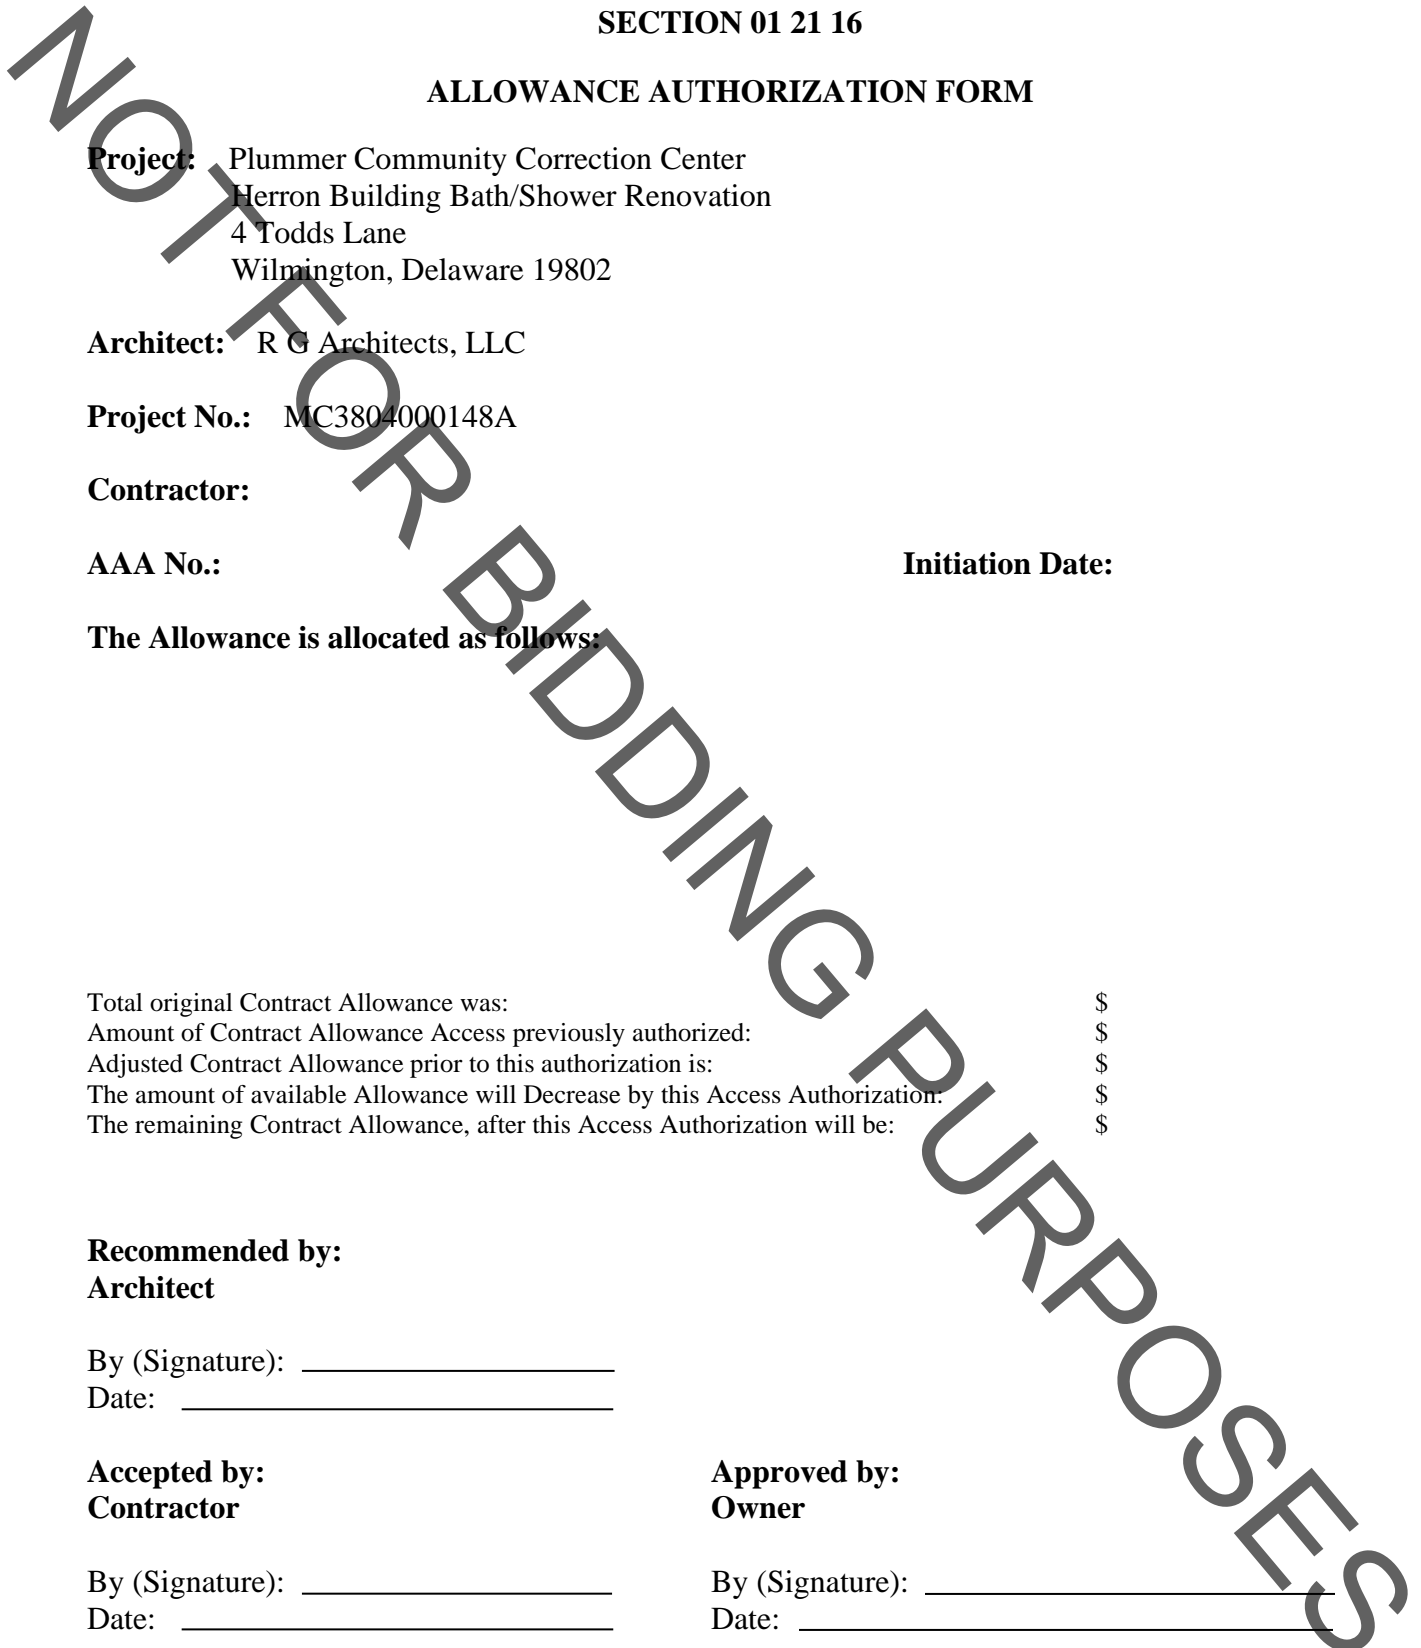 SECTION 01 21 16
ALLOWANCE AUTHORIZATION FORM
Project: Plummer Community Correction Center
Herron Building Bath/Shower Renovation
4 Todds Lane
Wilmington, Delaware 19802
Architect: R G Architects, LLC
Project No.: MC3804000148A
Contractor:
AAA No.: Initiation Date:
The Allowance is allocated as follows:
Total original Contract Allowance was: $
Amount of Contract Allowance Access previously authorized: $
Adjusted Contract Allowance prior to this authorization is: $
The amount of available Allowance will Decrease by this Access Authorization: $
The remaining Contract Allowance, after this Access Authorization will be: $
Recommended by:
Architect
By (Signature):
Date:
Accepted by: Approved by:
Contractor Owner
By (Signature): By (Signature):
Date: Date:
NOT FOR BIDDING PURPOSES